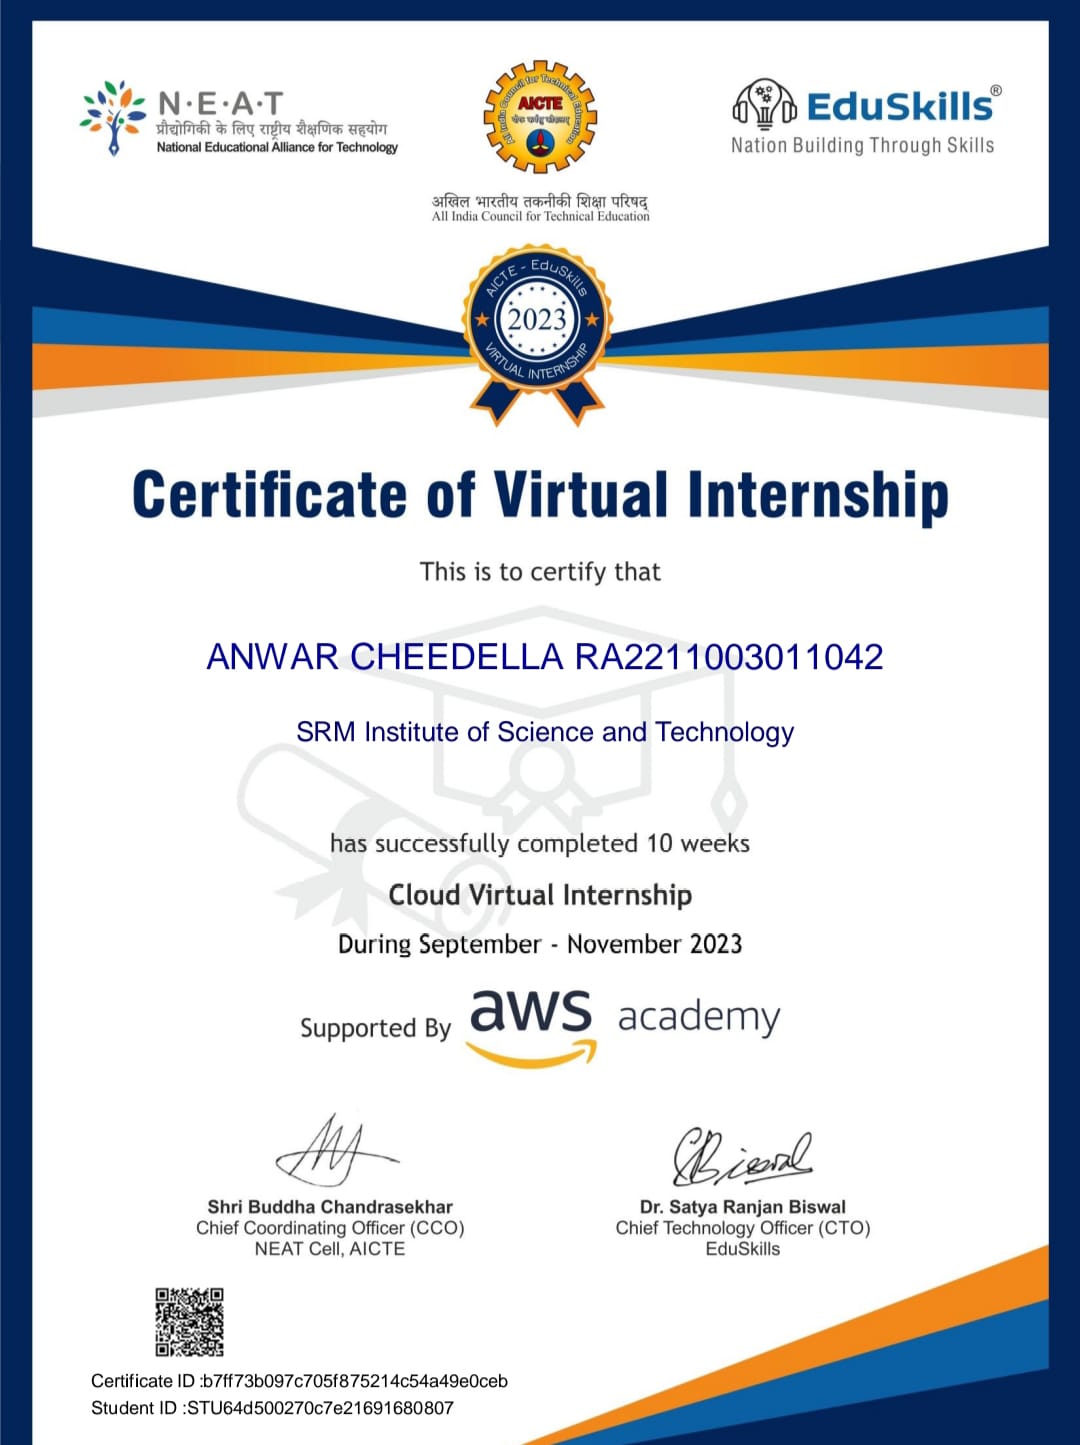 N·E·A·T
प्रौद्योगिकी के लिए राष्ट्रीय शैक्षणिक सहयोग
National Educational Alliance for Technology
All India Council for Technical Education
AICTE
EduSkills®
Nation Building Through Skills
अखिल भारतीय तकनीकी शिक्षा परिषद्
All India Council for Technical Education
AICTE - EduSkills
2023
VIRTUAL INTERNSHIP
Certificate of Virtual Internship
This is to certify that
ANWAR CHEEDELLA RA2211003011042
SRM Institute of Science and Technology
has successfully completed 10 weeks
Cloud Virtual Internship
During September - November 2023
Supported By aws academy
Biswal
Shri Buddha Chandrasekhar
Chief Coordinating Officer (CCO)
NEAT Cell, AICTE
Dr. Satya Ranjan Biswal
Chief Technology Officer (CTO)
EduSkills
Certificate ID :b7ff73b097c705f875214c54a49e0ceb
Student ID :STU64d500270c7e21691680807